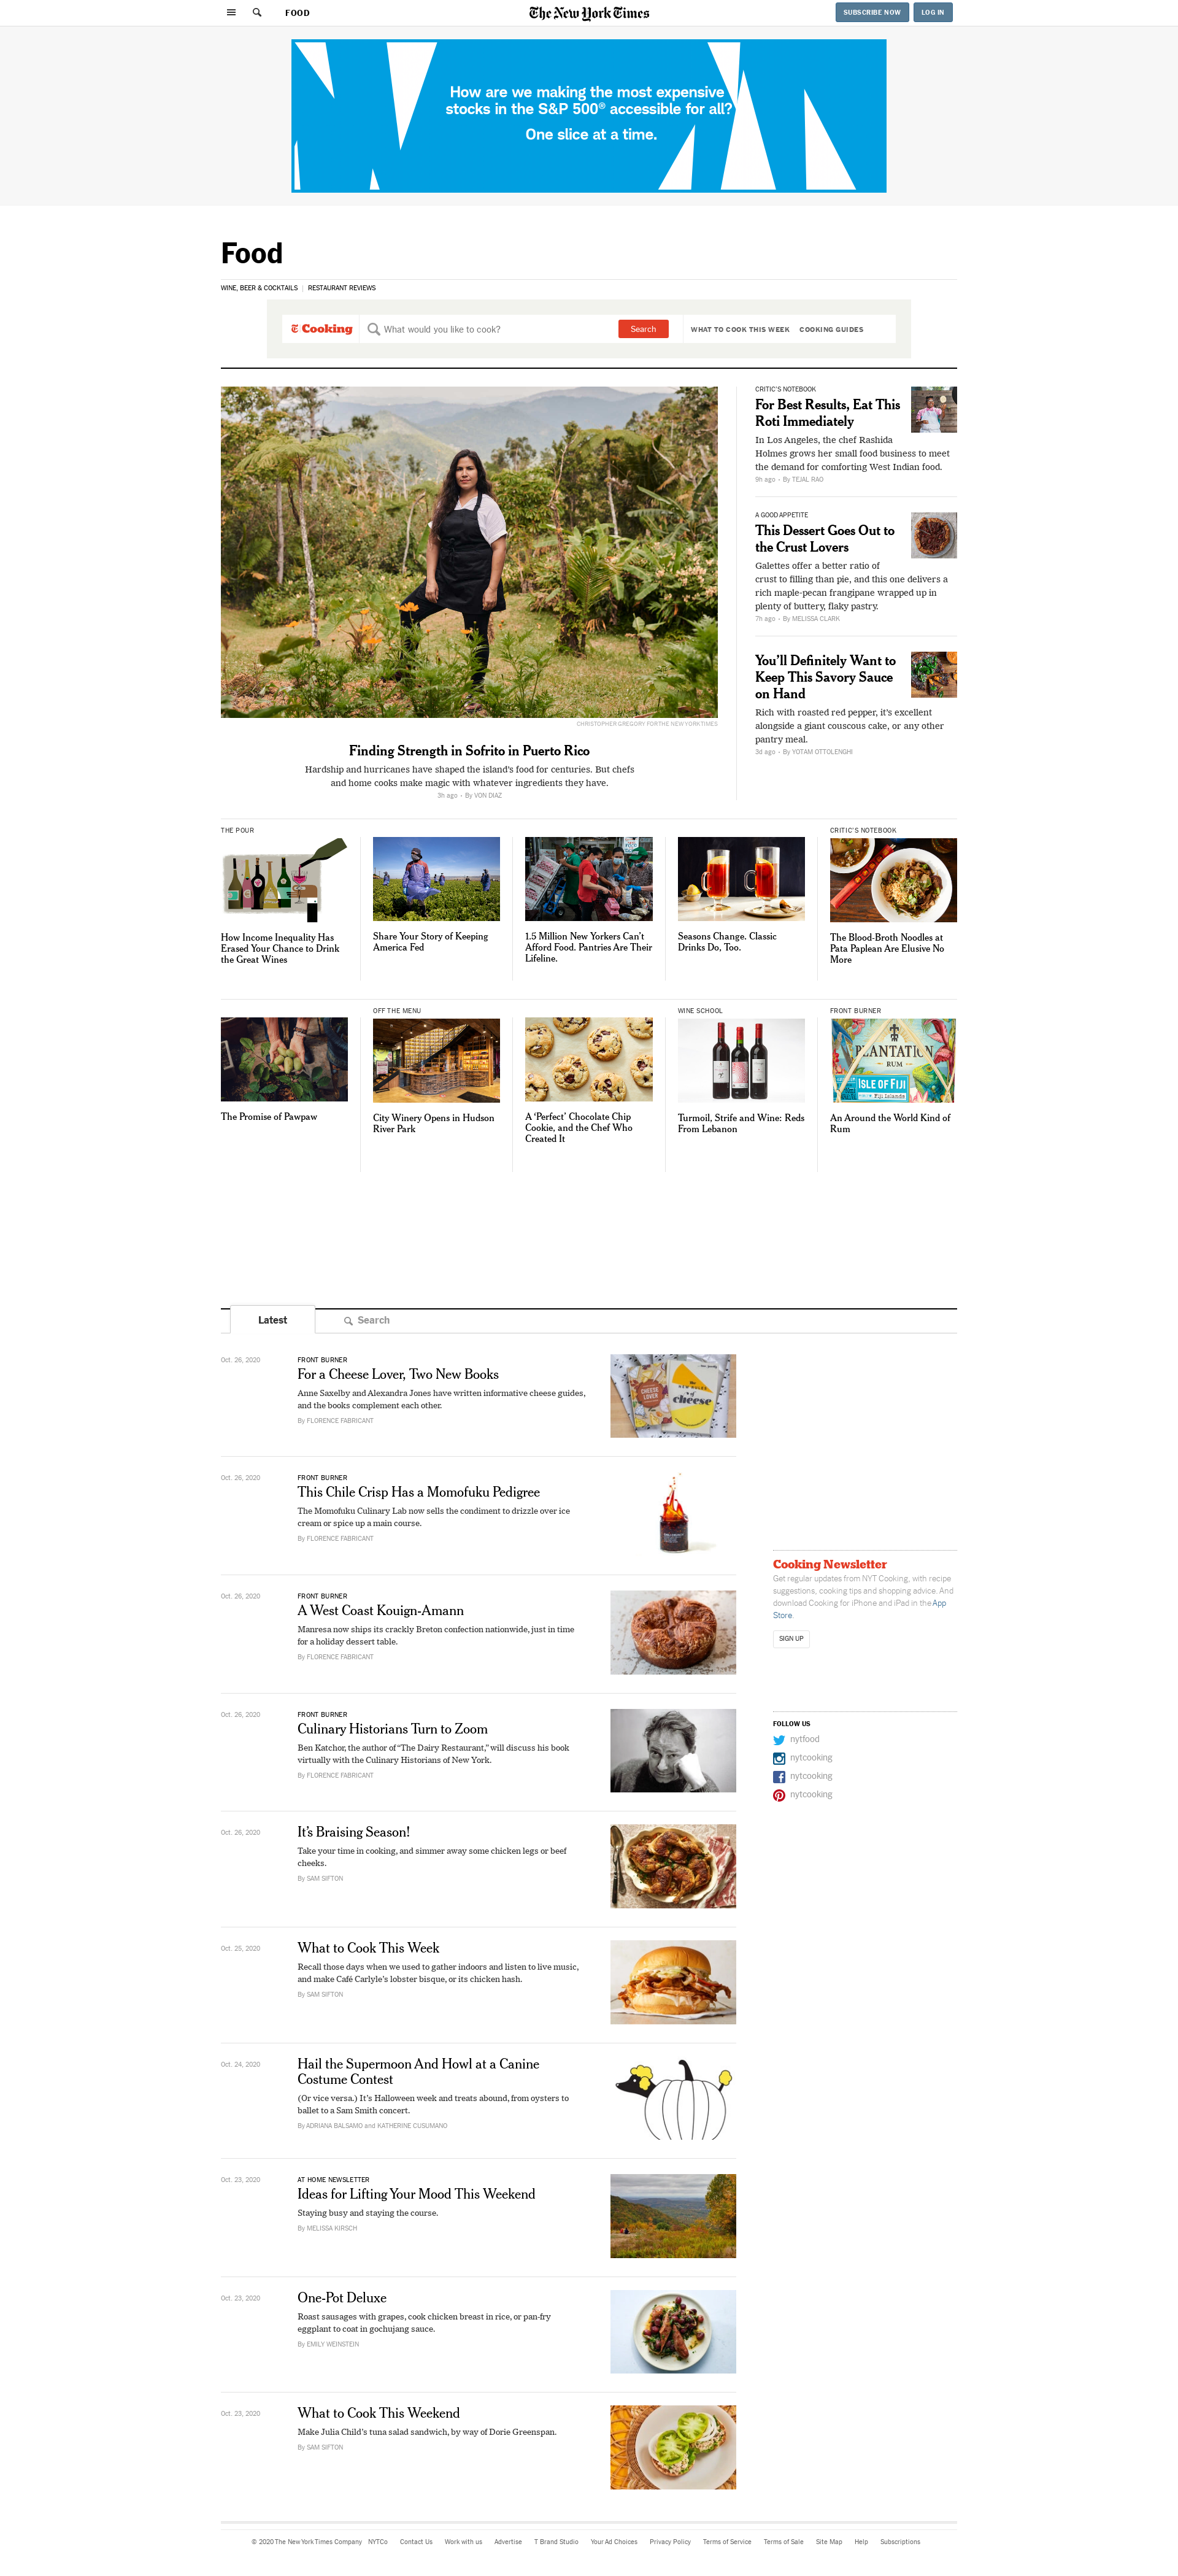 FOOD
The New York Times
SUBSCRIBE NOW
LOG IN
How are we making the most expensive
stocks in the S&P 500® accessible for all?
One slice at a time.
Food
WINE, BEER & COCKTAILS | RESTAURANT REVIEWS
Cooking
What would you like to cook?
Search
WHAT TO COOK THIS WEEK
COOKING GUIDES
CHRISTOPHER GREGORY FOR THE NEW YORK TIMES
Finding Strength in Sofrito in Puerto Rico
Hardship and hurricanes have shaped the island's food for centuries. But chefs
and home cooks make magic with whatever ingredients they have.
3h ago • By VON DIAZ
CRITIC'S NOTEBOOK
For Best Results, Eat This
Roti Immediately
In Los Angeles, the chef Rashida
Holmes grows her small food business to meet
the demand for comforting West Indian food.
9h ago • By TEJAL RAO
A GOOD APPETITE
This Dessert Goes Out to
the Crust Lovers
Galettes offer a better ratio of
crust to filling than pie, and this one delivers a
rich maple-pecan frangipane wrapped up in
plenty of buttery, flaky pastry.
7h ago • By MELISSA CLARK
You'll Definitely Want to
Keep This Savory Sauce
on Hand
Rich with roasted red pepper, it's excellent
alongside a giant couscous cake, or any other
pantry meal.
3d ago • By YOTAM OTTOLENGHI
THE POUR
How Income Inequality Has
Erased Your Chance to Drink
the Great Wines
Share Your Story of Keeping
America Fed
1.5 Million New Yorkers Can't
Afford Food. Pantries Are Their
Lifeline.
Seasons Change. Classic
Drinks Do, Too.
CRITIC'S NOTEBOOK
The Blood-Broth Noodles at
Pata Paplean Are Elusive No
More
The Promise of Pawpaw
OFF THE MENU
City Winery Opens in Hudson
River Park
A 'Perfect' Chocolate Chip
Cookie, and the Chef Who
Created It
WINE SCHOOL
Turmoil, Strife and Wine: Reds
From Lebanon
FRONT BURNER
PLANTATION
RUM
ISLE OF FIJI
Fiji Islands
An Around the World Kind of
Rum
Latest
Search
Oct. 26, 2020
FRONT BURNER
For a Cheese Lover, Two New Books
Anne Saxelby and Alexandra Jones have written informative cheese guides,
and the books complement each other.
By FLORENCE FABRICANT
CHEESE
LOVER
of
cheese
Oct. 26, 2020
FRONT BURNER
This Chile Crisp Has a Momofuku Pedigree
The Momofuku Culinary Lab now sells the condiment to drizzle over ice
cream or spice up a main course.
By FLORENCE FABRICANT
Oct. 26, 2020
FRONT BURNER
A West Coast Kouign-Amann
Manresa now ships its crackly Breton confection nationwide, just in time
for a holiday dessert table.
By FLORENCE FABRICANT
Oct. 26, 2020
FRONT BURNER
Culinary Historians Turn to Zoom
Ben Katchor, the author of “The Dairy Restaurant,” will discuss his book
virtually with the Culinary Historians of New York.
By FLORENCE FABRICANT
Oct. 26, 2020
It's Braising Season!
Take your time in cooking, and simmer away some chicken legs or beef
cheeks.
By SAM SIFTON
Oct. 25, 2020
What to Cook This Week
Recall those days when we used to gather indoors and listen to live music,
and make Café Carlyle's lobster bisque, or its chicken hash.
By SAM SIFTON
Oct. 24, 2020
Hail the Supermoon And Howl at a Canine
Costume Contest
(Or vice versa.) It's Halloween week and treats abound, from oysters to
ballet to a Sam Smith concert.
By ADRIANA BALSAMO and KATHERINE CUSUMANO
Oct. 23, 2020
AT HOME NEWSLETTER
Ideas for Lifting Your Mood This Weekend
Staying busy and staying the course.
By MELISSA KIRSCH
Oct. 23, 2020
One-Pot Deluxe
Roast sausages with grapes, cook chicken breast in rice, or pan-fry
eggplant to coat in gochujang sauce.
By EMILY WEINSTEIN
Oct. 23, 2020
What to Cook This Weekend
Make Julia Child's tuna salad sandwich, by way of Dorie Greenspan.
By SAM SIFTON
Cooking Newsletter
Get regular updates from NYT Cooking, with recipe
suggestions, cooking tips and shopping advice. And
download Cooking for iPhone and iPad in the App
Store.
SIGN UP
FOLLOW US
nytfood
nytcooking
nytcooking
nytcooking
© 2020 The New York Times Company NYTCo Contact Us Work with us Advertise T Brand Studio Your Ad Choices Privacy Policy Terms of Service Terms of Sale Site Map Help Subscriptions